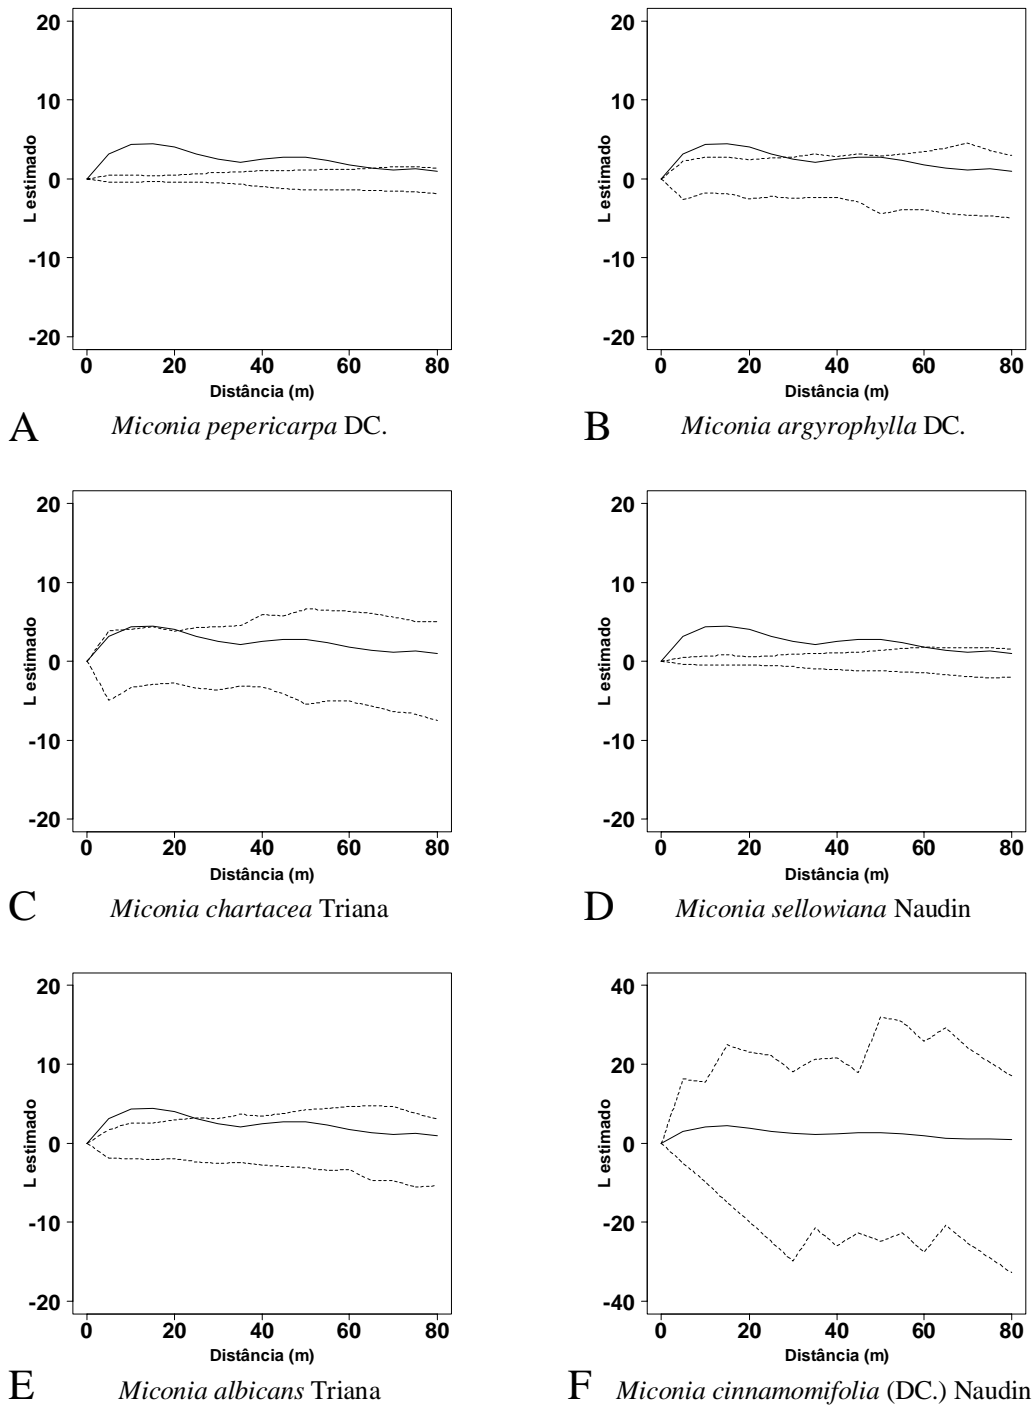 20
10
0
-10
-20
L estimado
0 20 40 60 80
Distância (m)
A Miconia pepericarpa DC.
20
10
0
-10
-20
L estimado
0 20 40 60 80
Distância (m)
B Miconia argyrophylla DC.
20
10
0
-10
-20
L estimado
0 20 40 60 80
Distância (m)
C Miconia chartacea Triana
20
10
0
-10
-20
L estimado
0 20 40 60 80
Distância (m)
D Miconia sellowiana Naudin
20
10
0
-10
-20
L estimado
0 20 40 60 80
Distância (m)
E Miconia albicans Triana
40
20
0
-20
-40
L estimado
0 20 40 60 80
Distância (m)
F Miconia cinnamomifolia (DC.) Naudin